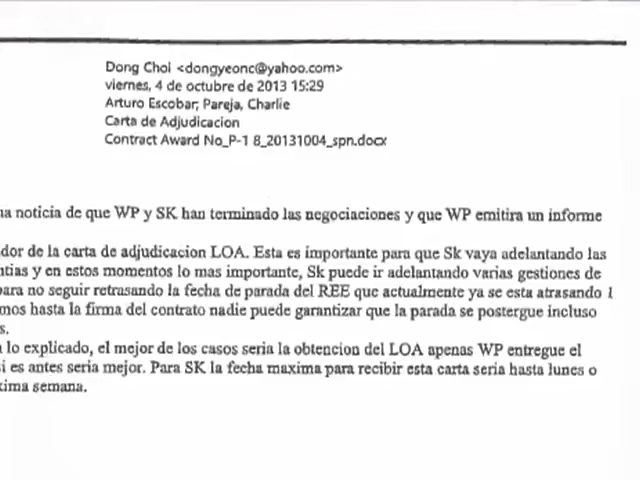 Dong Choi <dongyeonc@yahoo.com>
viernes, 4 de octubre de 2013 15:29
Arturo Escobar; Pareja, Charlie
Carta de Adjudicacion
Contract Award No_P-1 8_20131004_spn.docx
na noticia de que WP y SK han terminado las negociaciones y que WP emitira un informe
dor de la carta de adjudicacion LOA. Esta es importante para que Sk vaya adelantando las
ntias y en estos momentos lo mas importante, Sk puede ir adelantando varias gestiones de
para no seguir retrasando la fecha de parada del REE que actualmente ya se esta atrasando 1
mos hasta la firma del contrato nadie puede garantizar que la parada se postergue incluso
s.
lo explicado, el mejor de los casos seria la obtencion del LOA apenas WP entregue el
si es antes seria mejor. Para SK la fecha maxima para recibir esta carta seria hasta lunes o
xima semana.